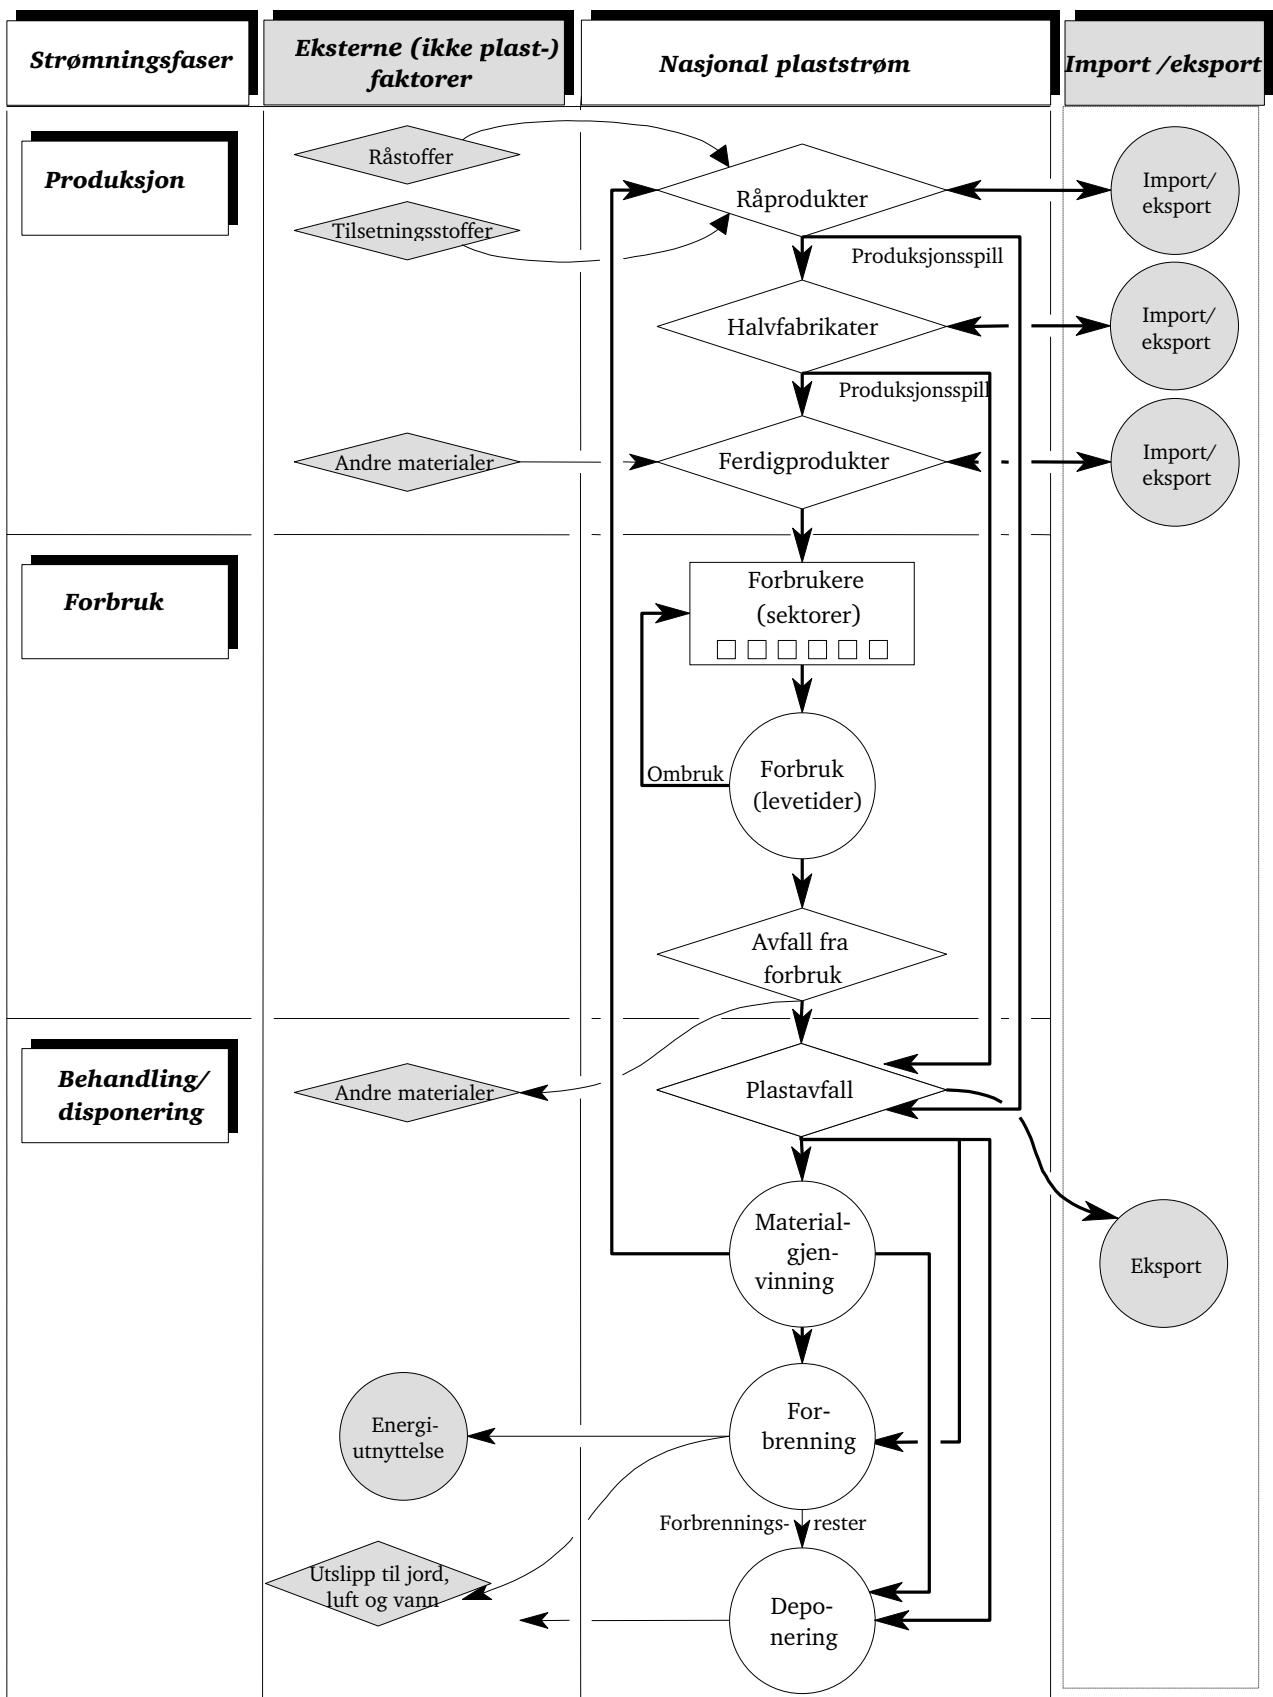 Strømningsfaser
Eksterne (ikke plast-)
faktorer
Nasjonal plaststrøm
Import /eksport
Produksjon
Råstoffer
Tilsetningsstoffer
Råprodukter
Import/
eksport
Produksjonsspill
Halvfabrikater
Import/
eksport
Produksjonsspill
Andre materialer
Ferdigprodukter
Import/
eksport
Forbruk
Forbrukere
(sektorer)
Ombruk
Forbruk
(levetider)
Avfall fra
forbruk
Behandling/
disponering
Andre materialer
Plastavfall
Material-
gjen-
vinning
Eksport
Energi-
utnyttelse
For-
brenning
Forbrennings- rester
Utslipp til jord,
luft og vann
Depo-
nering